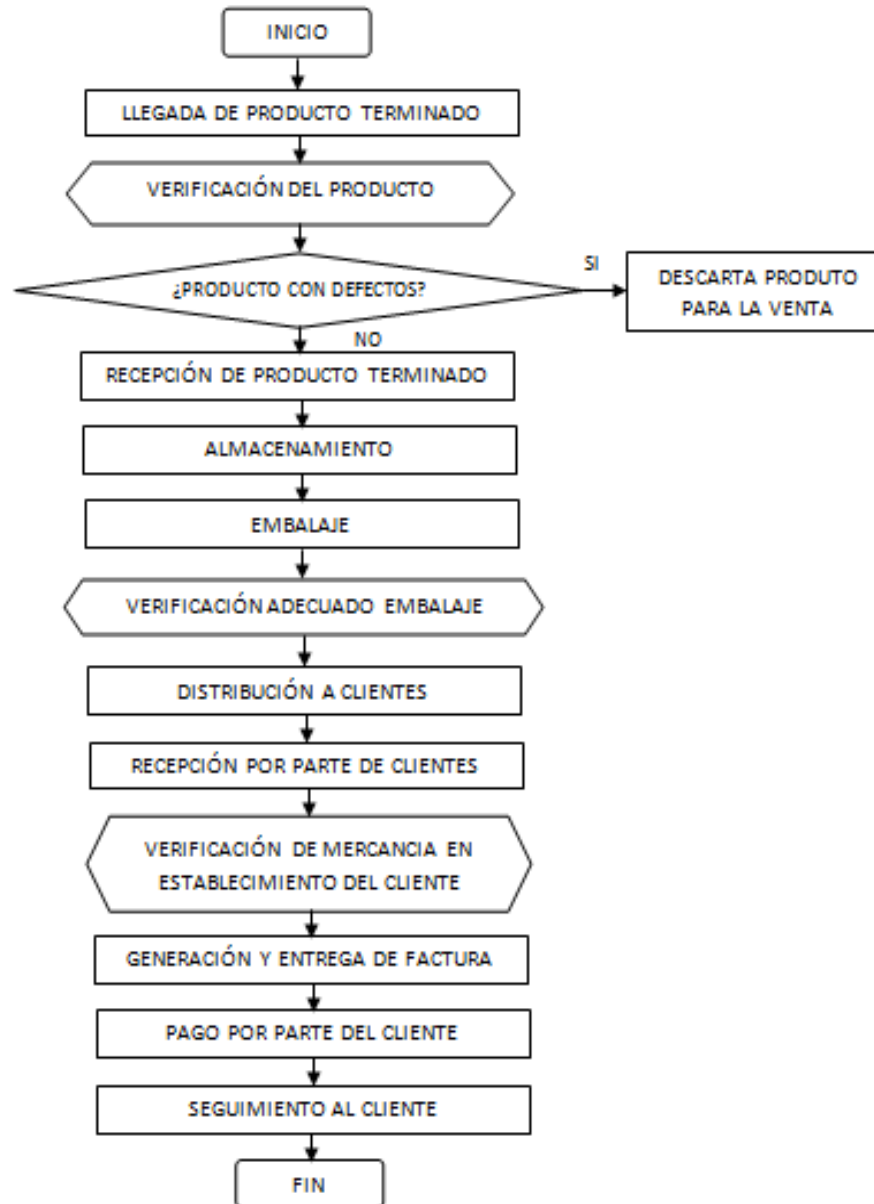 INICIO
LLEGADA DE PRODUCTO TERMINADO
VERIFICACIÓN DEL PRODUCTO
¿PRODUCTO CON DEFECTOS?
SI
DESCARTA PRODUTO
PARA LA VENTA
NO
RECEPCIÓN DE PRODUCTO TERMINADO
ALMACENAMIENTO
EMBALAJE
VERIFICACIÓN ADECUADO EMBALAJE
DISTRIBUCIÓN A CLIENTES
RECEPCIÓN POR PARTE DE CLIENTES
VERIFICACIÓN DE MERCANCIA EN
ESTABLECIMIENTO DEL CLIENTE
GENERACIÓN Y ENTREGA DE FACTURA
PAGO POR PARTE DEL CLIENTE
SEGUIMIENTO AL CLIENTE
FIN